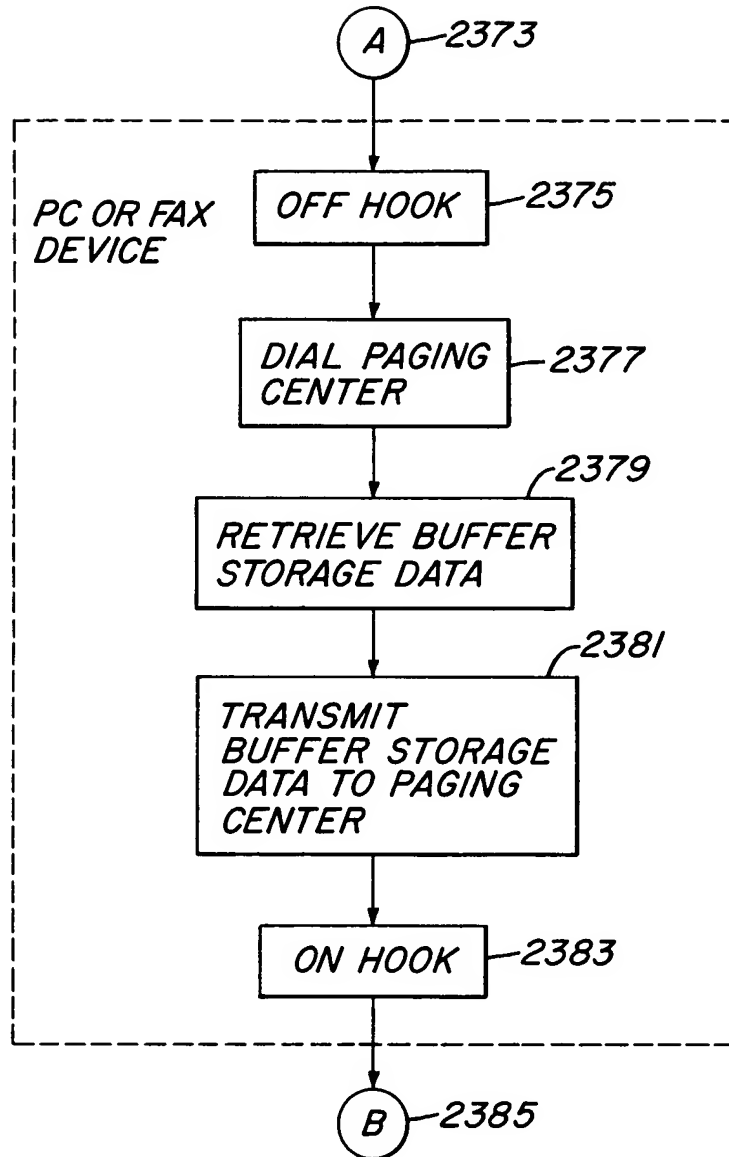 A 2373
PC OR FAX
DEVICE
OFF HOOK 2375
DIAL PAGING
CENTER
2377
2379
RETRIEVE BUFFER
STORAGE DATA
2381
TRANSMIT
BUFFER STORAGE
DATA TO PAGING
CENTER
ON HOOK 2383
B 2385